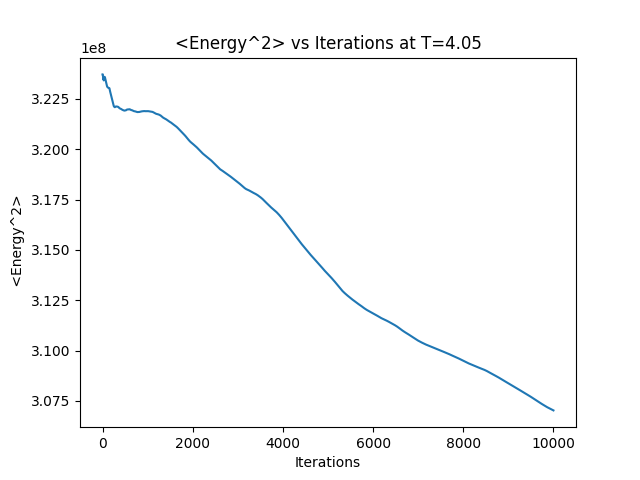 <Energy^2> vs Iterations at T=4.05
1e8
3.225
3.200
3.175
3.150
3.125
3.100
3.075
<Energy^2>
0 2000 4000 6000 8000 10000
Iterations